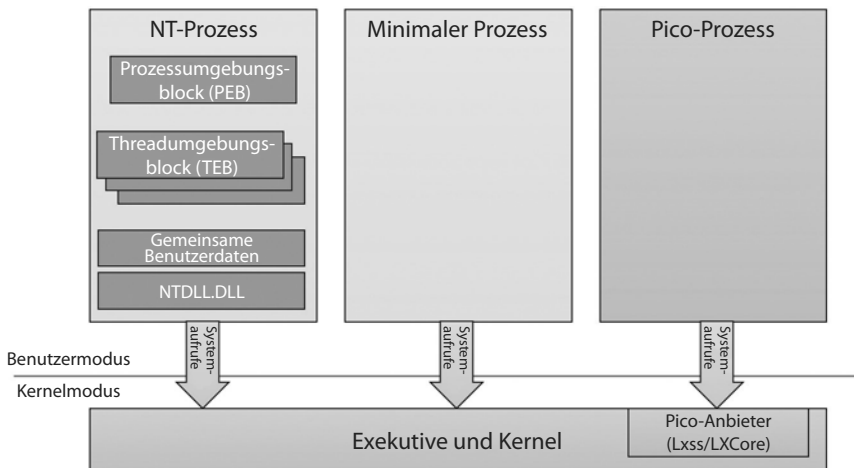 NT-Prozess
Prozessumgebungs-
block (PEB)
Threadumgebungs-
block (TEB)
Gemeinsame
Benutzerdaten
NTDLL.DLL
Minimaler Prozess
Pico-Prozess
System-
aufrufe
System-
aufrufe
System-
aufrufe
Benutzermodus
Kernelmodus
Exekutive und Kernel
Pico-Anbieter
(Lxss/LXCore)